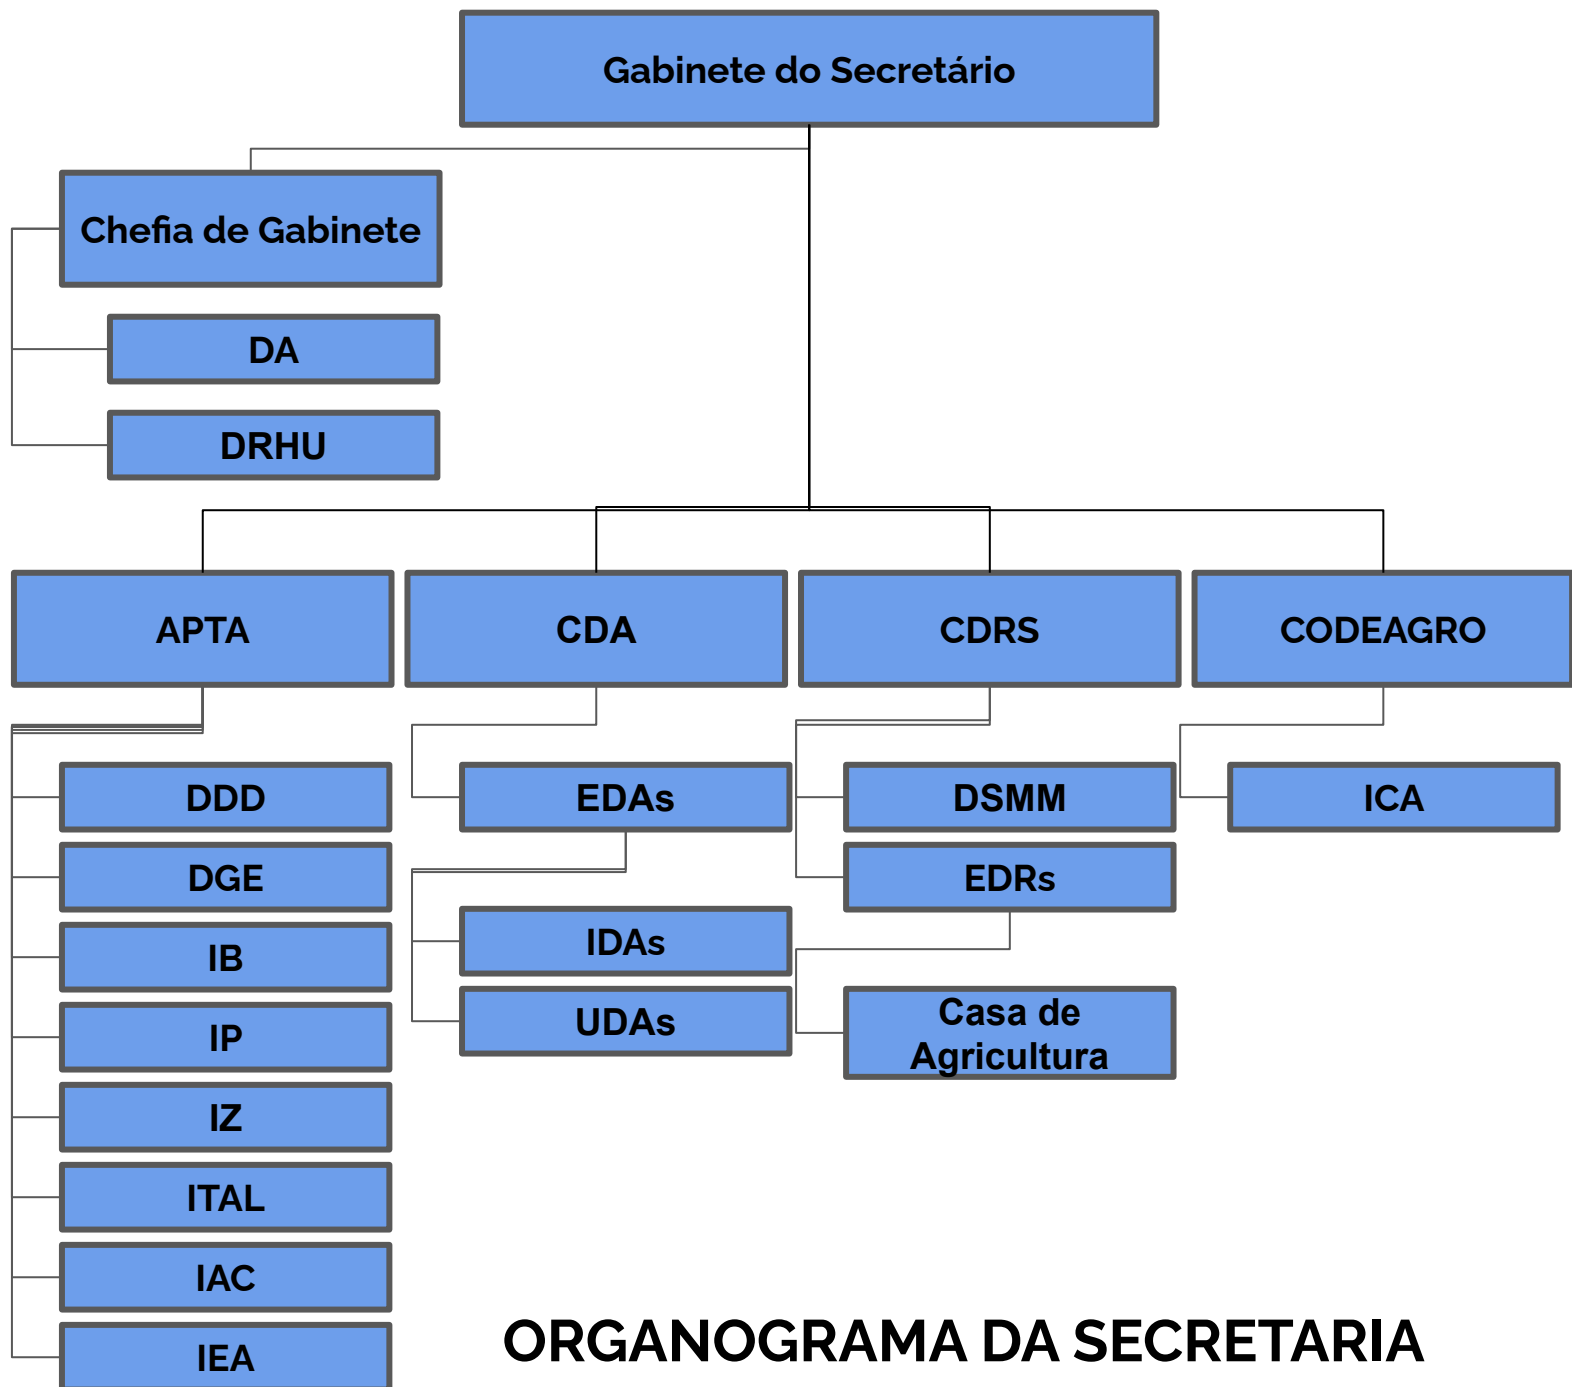 Gabinete do Secretário
Chefia de Gabinete
DA
DRHU
APTA
CDA
CDRS
CODEAGRO
DDD
DGE
IB
IP
IZ
ITAL
IAC
IEA
EDAs
IDAs
UDAs
DSMM
EDRs
Casa de
Agricultura
ICA
ORGANOGRAMA DA SECRETARIA